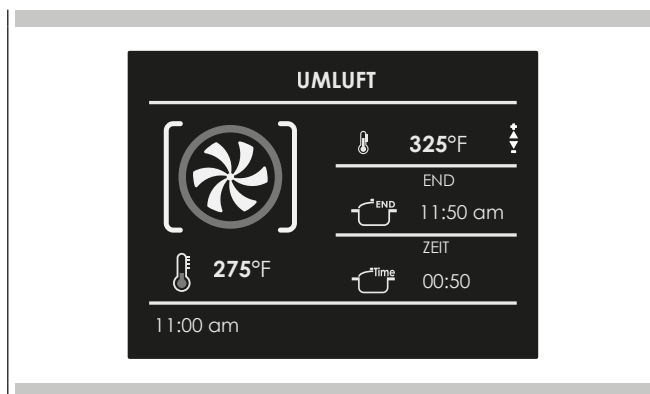 UMLUFT
325°F
END
END 11:50 am
275°F
ZEIT
Time 00:50
11:00 am